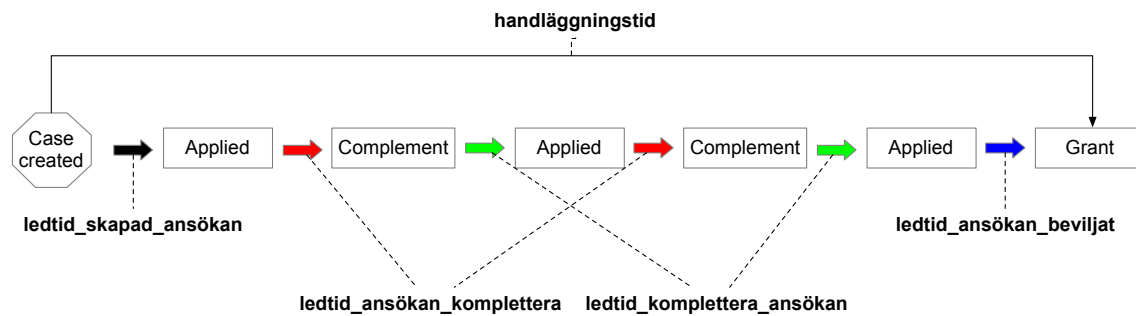 handläggningstid
Case
created
Applied
Complement
Applied
Complement
Applied
Grant
ledtid_skapad_ansökan
ledtid_ansökan_beviljat
ledtid_ansökan_komplettera
ledtid_komplettera_ansökan